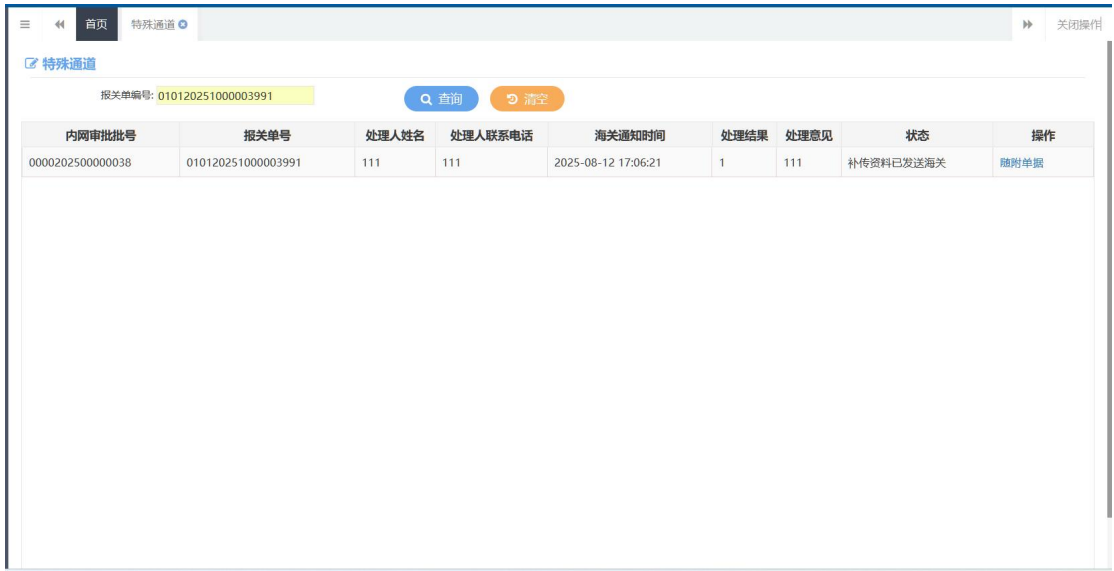 首页 特殊通道 关闭操作
特殊通道
报关单编号: 010120251000003991 查询 清空
内网审批批号 报关单号 处理人姓名 处理人联系电话 海关通知时间 处理结果 处理意见 状态 操作
0000202500000038 010120251000003991 111 111 2025-08-12 17:06:21 1 111 补传资料已发送海关 随附单据